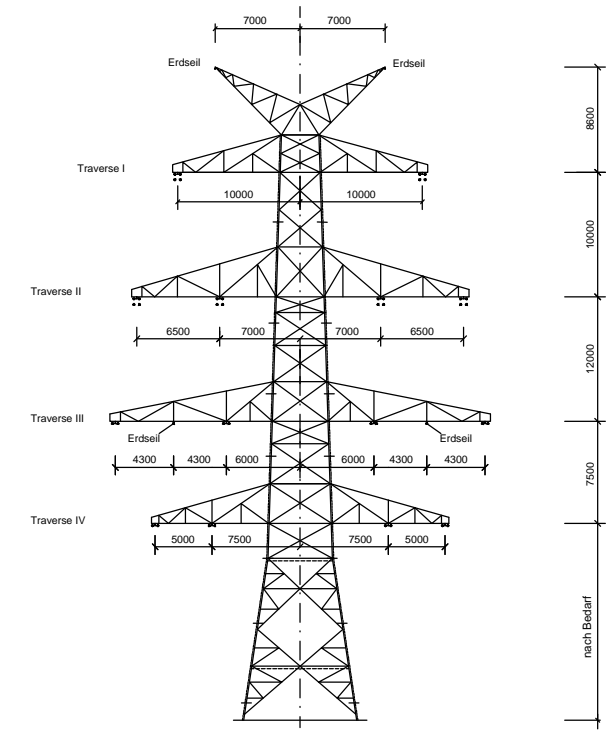 7000 7000
Erdseil Erdseil
8600
Traverse I
10000 10000
10000
Traverse II
6500 7000 7000 6500
12000
Traverse III
Erdseil Erdseil
4300 4300 6000 6000 4300 4300
7500
Traverse IV
5000 7500 7500 5000
nach Bedarf